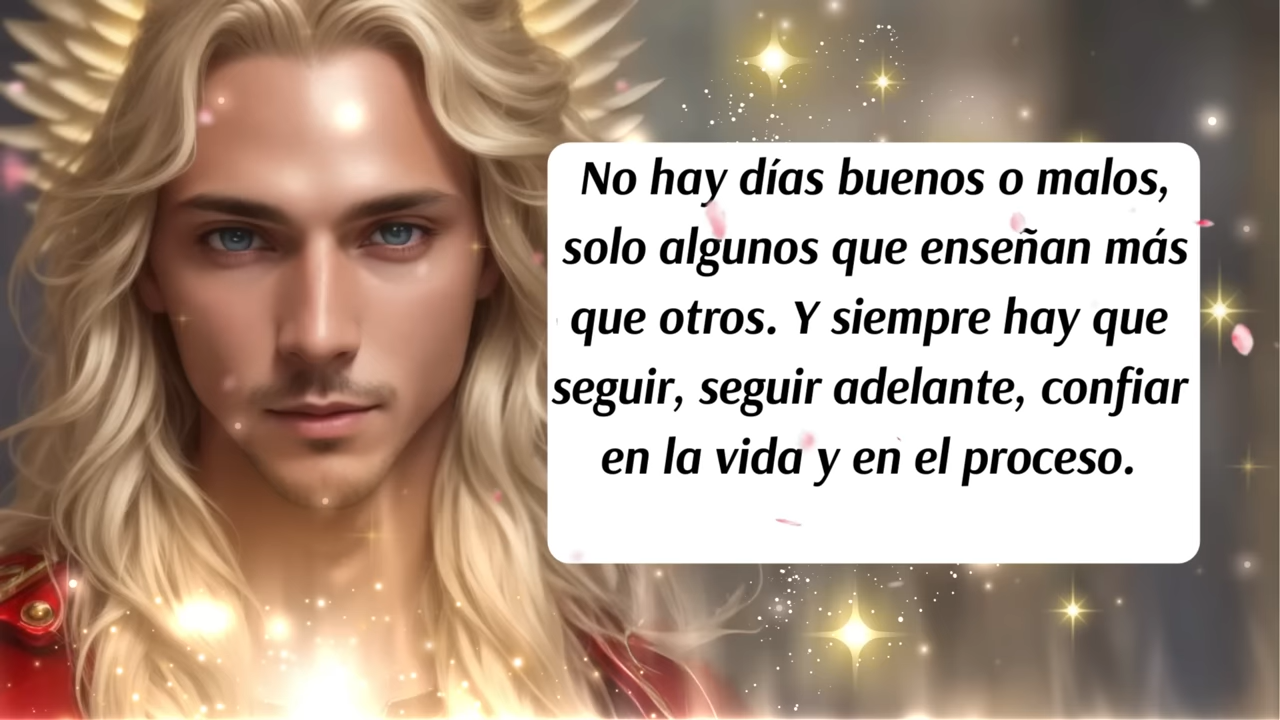 No hay días buenos o malos,
solo algunos que enseñan más
que otros. Y siempre hay que
seguir, seguir adelante, confiar
en la vida y en el proceso.